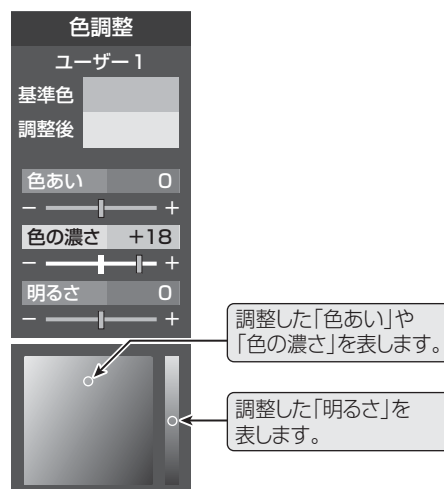 色調整
ユーザー1
基準色
調整後
色あい 0
− +
色の濃さ +18
− +
明るさ 0
− +
調整した「色あい」や
「色の濃さ」を表します。
調整した「明るさ」を
表します。